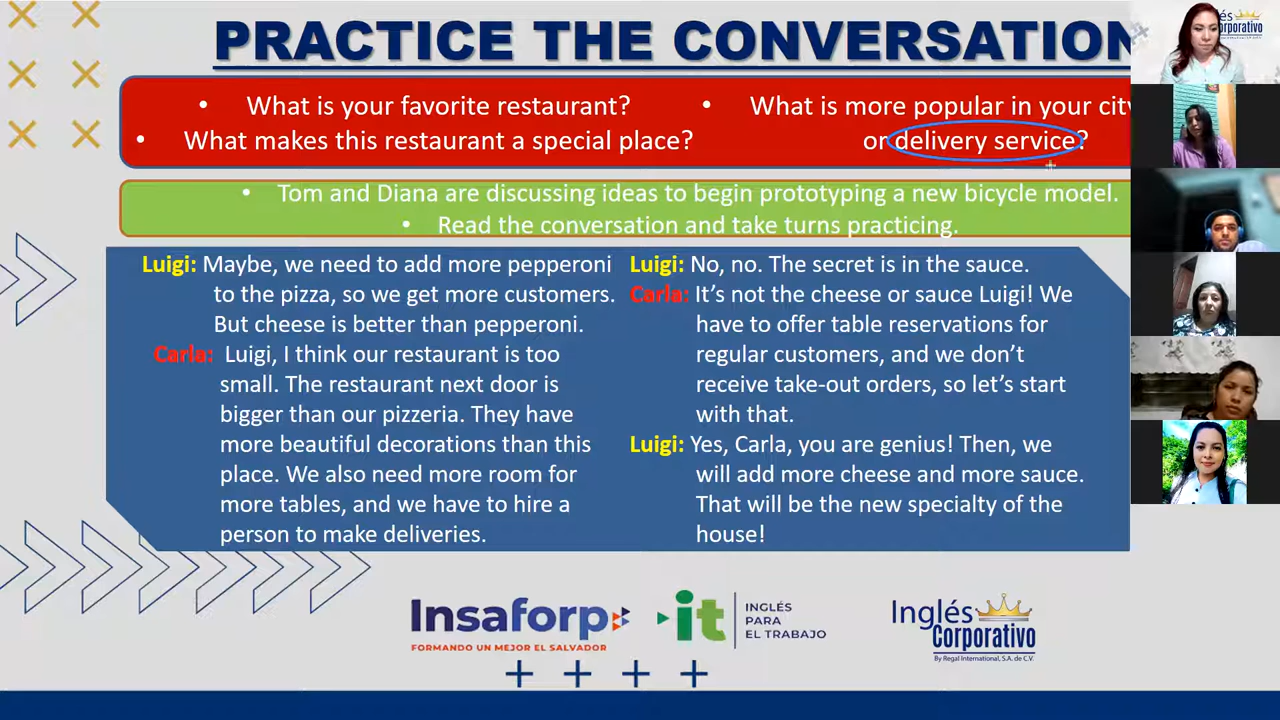 PRACTICE THE CONVERSATION
• What is your favorite restaurant?
• What makes this restaurant a special place?
• What is more popular in your city
or delivery service?
• Tom and Diana are discussing ideas to begin prototyping a new bicycle model.
• Read the conversation and take turns practicing.
Luigi: Maybe, we need to add more pepperoni
to the pizza, so we get more customers.
But cheese is better than pepperoni.
Carla: Luigi, I think our restaurant is too
small. The restaurant next door is
bigger than our pizzeria. They have
more beautiful decorations than this
place. We also need more room for
more tables, and we have to hire a
person to make deliveries.
Luigi: No, no. The secret is in the sauce.
Carla: It’s not the cheese or sauce Luigi! We
have to offer table reservations for
regular customers, and we don’t
receive take-out orders, so let’s start
with that.
Luigi: Yes, Carla, you are genius! Then, we
will add more cheese and more sauce.
That will be the new specialty of the
house!
Insaforp
FORMANDO UN MEJOR EL SALVADOR
it
INGLÉS
PARA
EL TRABAJO
Inglés
Corporativo
By Regal International, S.A. de C.V.